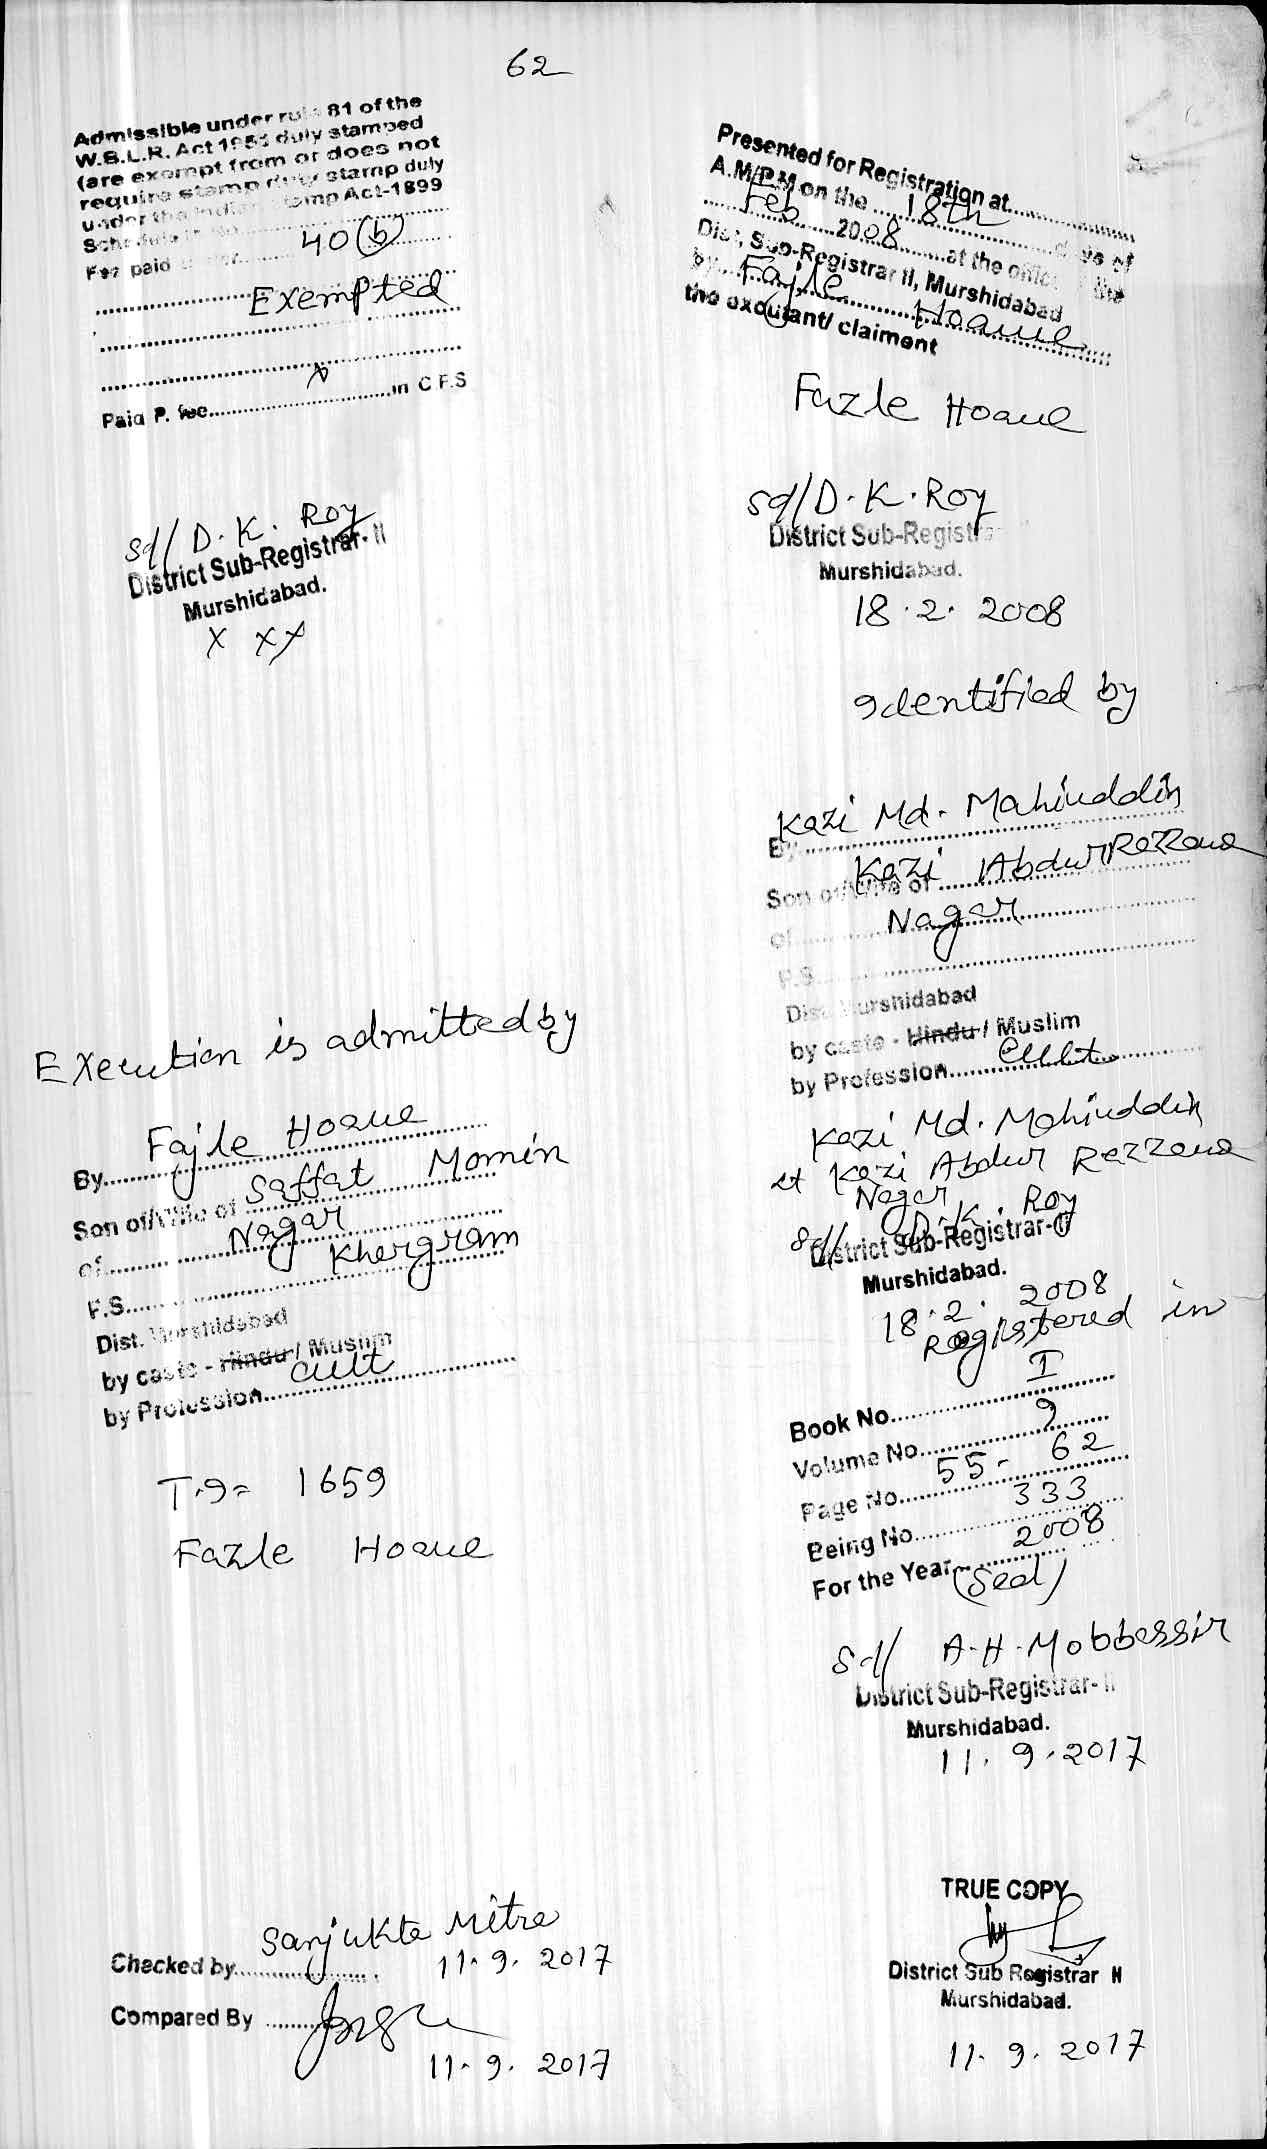 62
Admissible under rule 81 of the
W.B.L.R. Act 1955 duly stamped
(are exempt from or does not
require stamp duty stamp duty
under the Indian Stamp Act-1899
Schedule
40 (b)
Fee paid
Exempted
Paid P. fee in C.F.S
Sd/ D. K. Roy
District Sub-Registrar-II
Murshidabad.
X XX
Execution is admitted by
By Fajle Hoque
Son of/Wife of Saffat Momin
of Nagar
P.S. Khergram
Dist. Murshidabad
by caste - Hindu / Muslim
by Profession cult
1659
Fazle Hoque
Checked by Sanjukta Mitra
11. 9. 2017
Compared By
11. 9. 2017
Presented for Registration at
A.M/P.M on the 18th days of
Feb 2008 at the office of the
Dist, Sub-Registrar II, Murshidabad
by Fajle Hoque
the exutant/ claiment
Fazle Hoque
Sd/ D. K. Roy
District Sub-Registrar
Murshidabad.
18. 2. 2008
Identified by
By Kazi Md. Mahiuddin
Son of/Wife of Kazi Abdur Rezzaque
of Nagar
P.S.
Dist. Murshidabad
by caste - Hindu / Muslim
by Profession
Kazi Md. Mahiuddin
Kazi Abdur Rezzaque
Nagar
Sd/ D. K. Roy
District Sub-Registrar-II
Murshidabad.
18. 2. 2008
Registered in
Book No. I
Volume No. 9
Page No. 55 - 62
Being No. 333
For the Year 2008
(Seal)
Sd/ A. H. Mobbessir
District Sub-Registrar- II
Murshidabad.
11. 9. 2017
TRUE COPY
District Sub Registrar II
Murshidabad.
11. 9. 2017